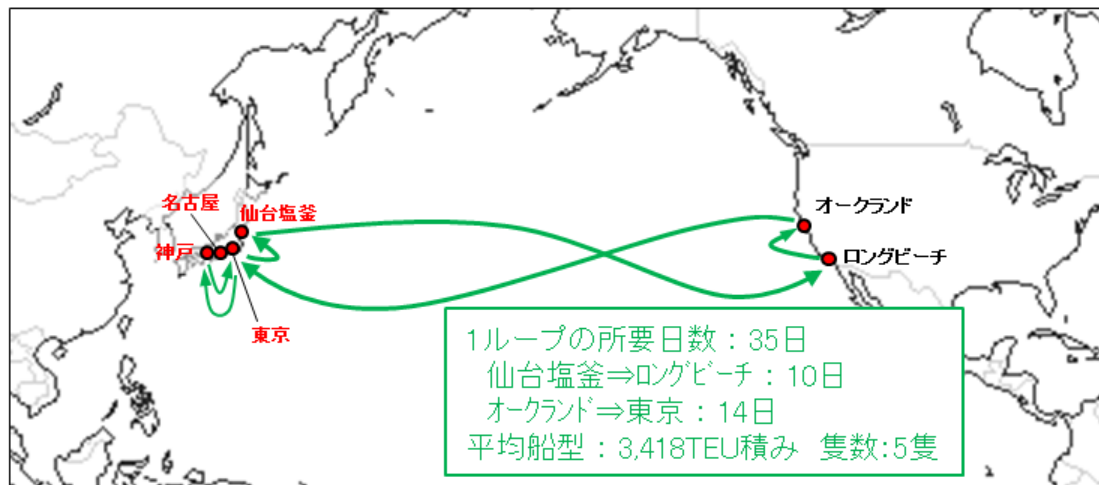 名古屋
仙台塩釜
神戸
東京
オークランド
ロングビーチ
1ループの所要日数：35日
仙台塩釜⇒ロングビーチ：10日
オークランド⇒東京：14日
平均船型：3,418TEU積み 隻数:5隻